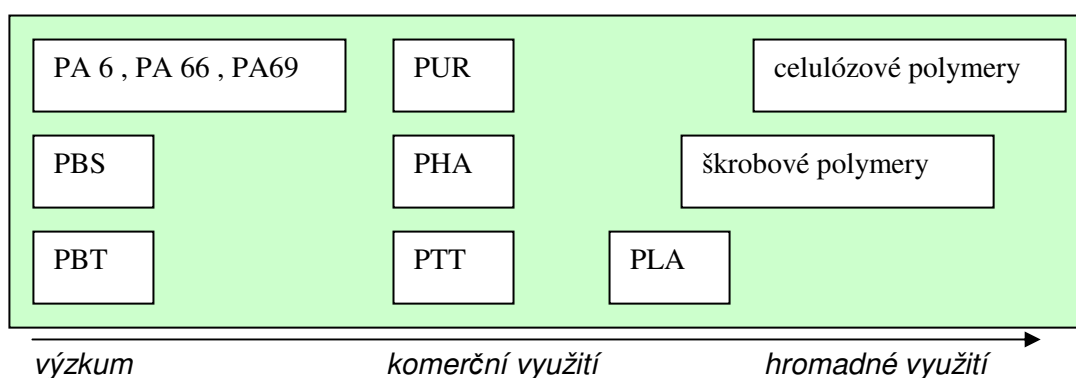 PA 6 , PA 66 , PA69 PUR celulózové polymery
PBS PHA škrobové polymery
PBT PTT PLA
výzkum komerční využití hromadné využití